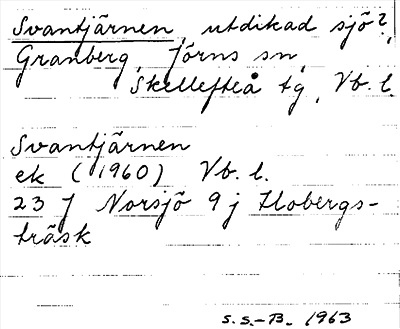 Svantjärnen, utdikad sjö?,
Granberg, Jörns sn,
Skellefteå tg, Vb. l.
Svantjärnen
ek (1960) Vb. l.
23 J Norsjö 9 j Hobergs-
träsk
S.S.-B. 1963